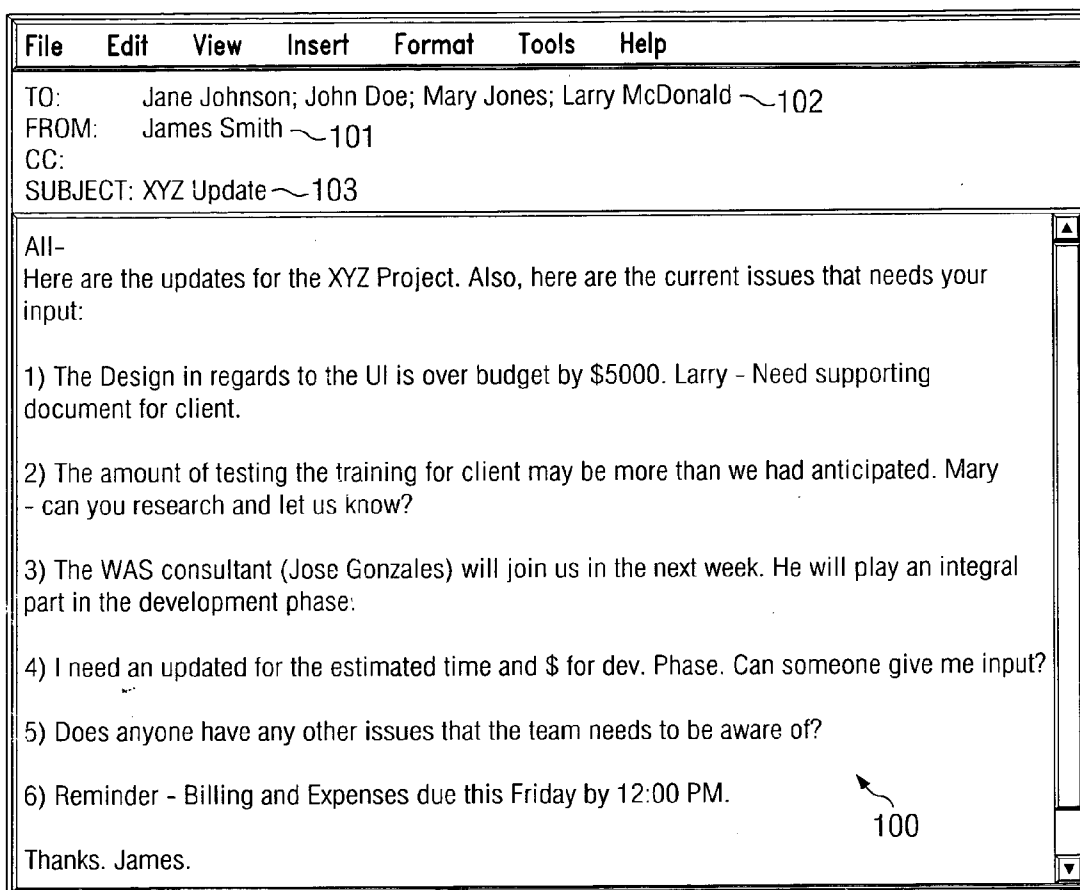 File Edit View Insert Format Tools Help
TO: Jane Johnson; John Doe; Mary Jones; Larry McDonald 102
FROM: James Smith 101
CC:
SUBJECT: XYZ Update 103
All-
Here are the updates for the XYZ Project. Also, here are the current issues that needs your
input:
1) The Design in regards to the UI is over budget by $5000. Larry - Need supporting
document for client.
2) The amount of testing the training for client may be more than we had anticipated. Mary
- can you research and let us know?
3) The WAS consultant (Jose Gonzales) will join us in the next week. He will play an integral
part in the development phase.
4) I need an updated for the estimated time and $ for dev. Phase. Can someone give me input?
5) Does anyone have any other issues that the team needs to be aware of?
6) Reminder - Billing and Expenses due this Friday by 12:00 PM.
100
Thanks. James.